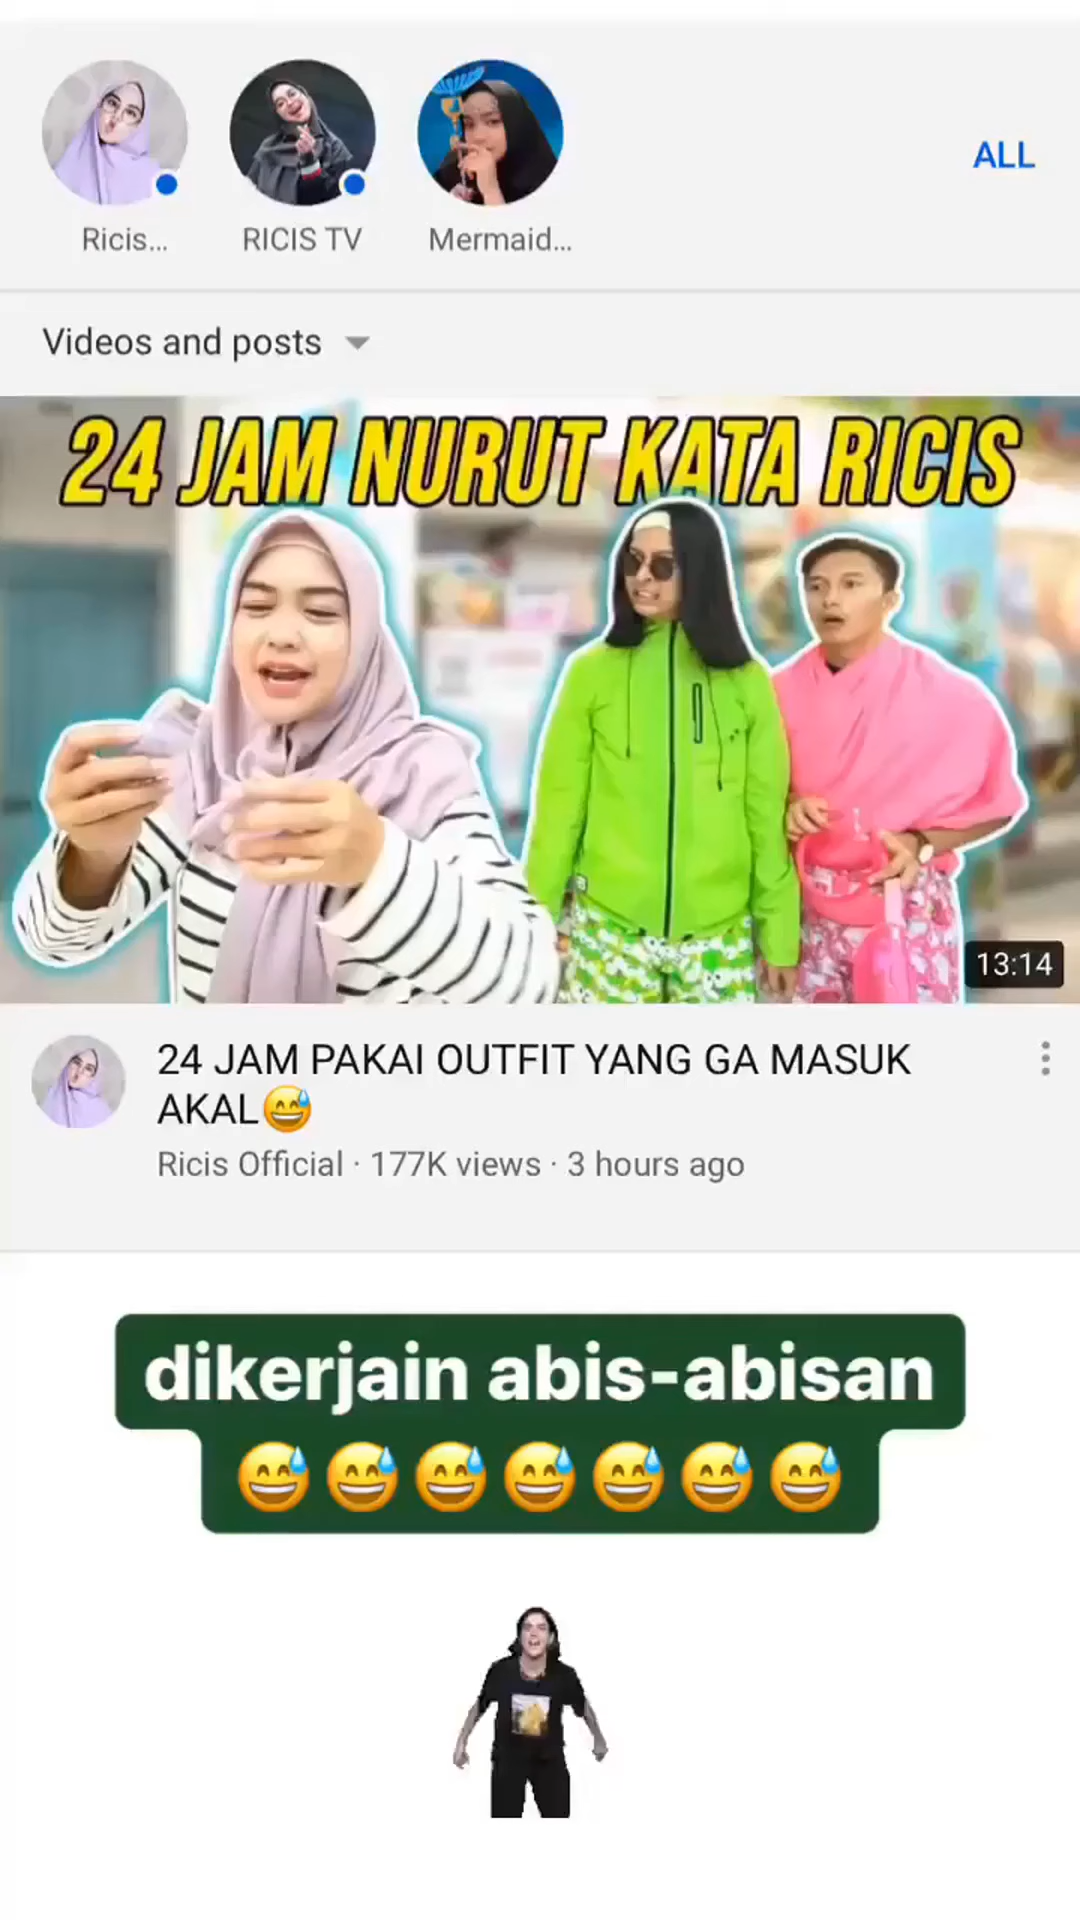 Ricis...
RICIS TV
Mermaid...
ALL
Videos and posts
24 JAM NURUT KATA RICIS
13:14
24 JAM PAKAI OUTFIT YANG GA MASUK
AKAL😅
Ricis Official · 177K views · 3 hours ago
dikerjain abis-abisan
😅😅😅😅😅😅😅